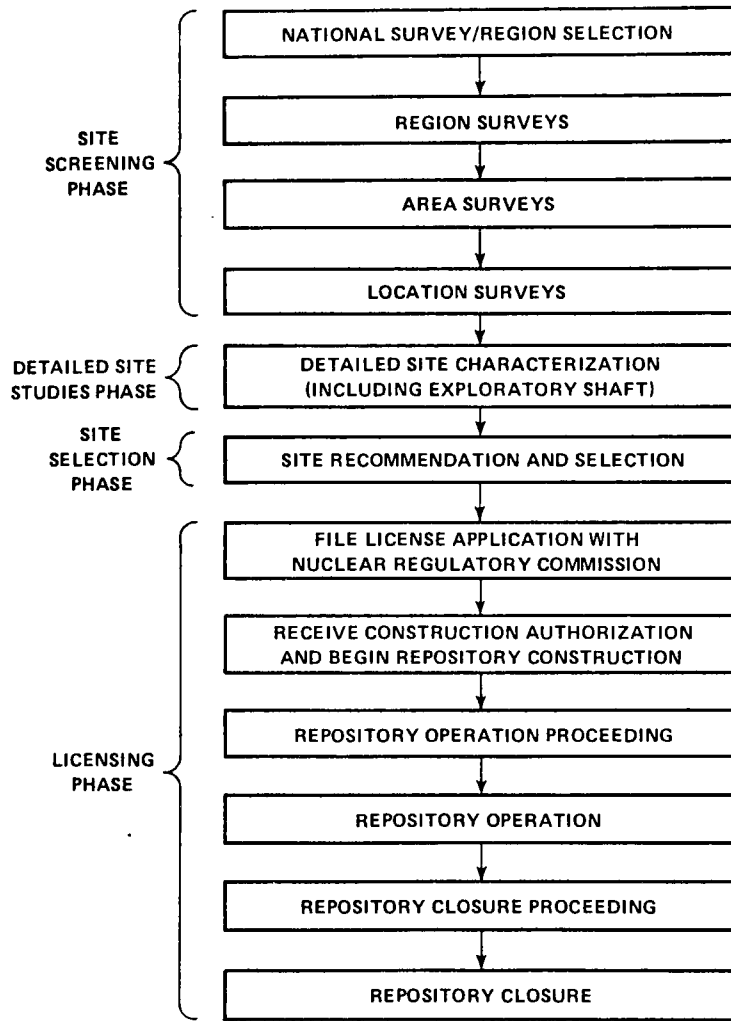 NATIONAL SURVEY/REGION SELECTION
REGION SURVEYS
SITE
SCREENING
PHASE
AREA SURVEYS
LOCATION SURVEYS
DETAILED SITE
STUDIES PHASE
DETAILED SITE CHARACTERIZATION
(INCLUDING EXPLORATORY SHAFT)
SITE
SELECTION
PHASE
SITE RECOMMENDATION AND SELECTION
FILE LICENSE APPLICATION WITH
NUCLEAR REGULATORY COMMISSION
RECEIVE CONSTRUCTION AUTHORIZATION
AND BEGIN REPOSITORY CONSTRUCTION
LICENSING
PHASE
REPOSITORY OPERATION PROCEEDING
REPOSITORY OPERATION
REPOSITORY CLOSURE PROCEEDING
REPOSITORY CLOSURE